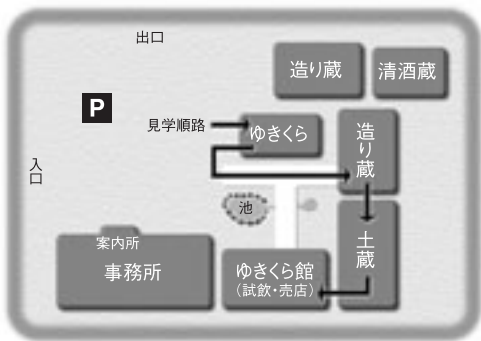 出口
造り蔵
清酒蔵
P
見学順路
ゆきくら
造り蔵
入口
池
土蔵
案内所
事務所
ゆきくら館
（試飲・売店）